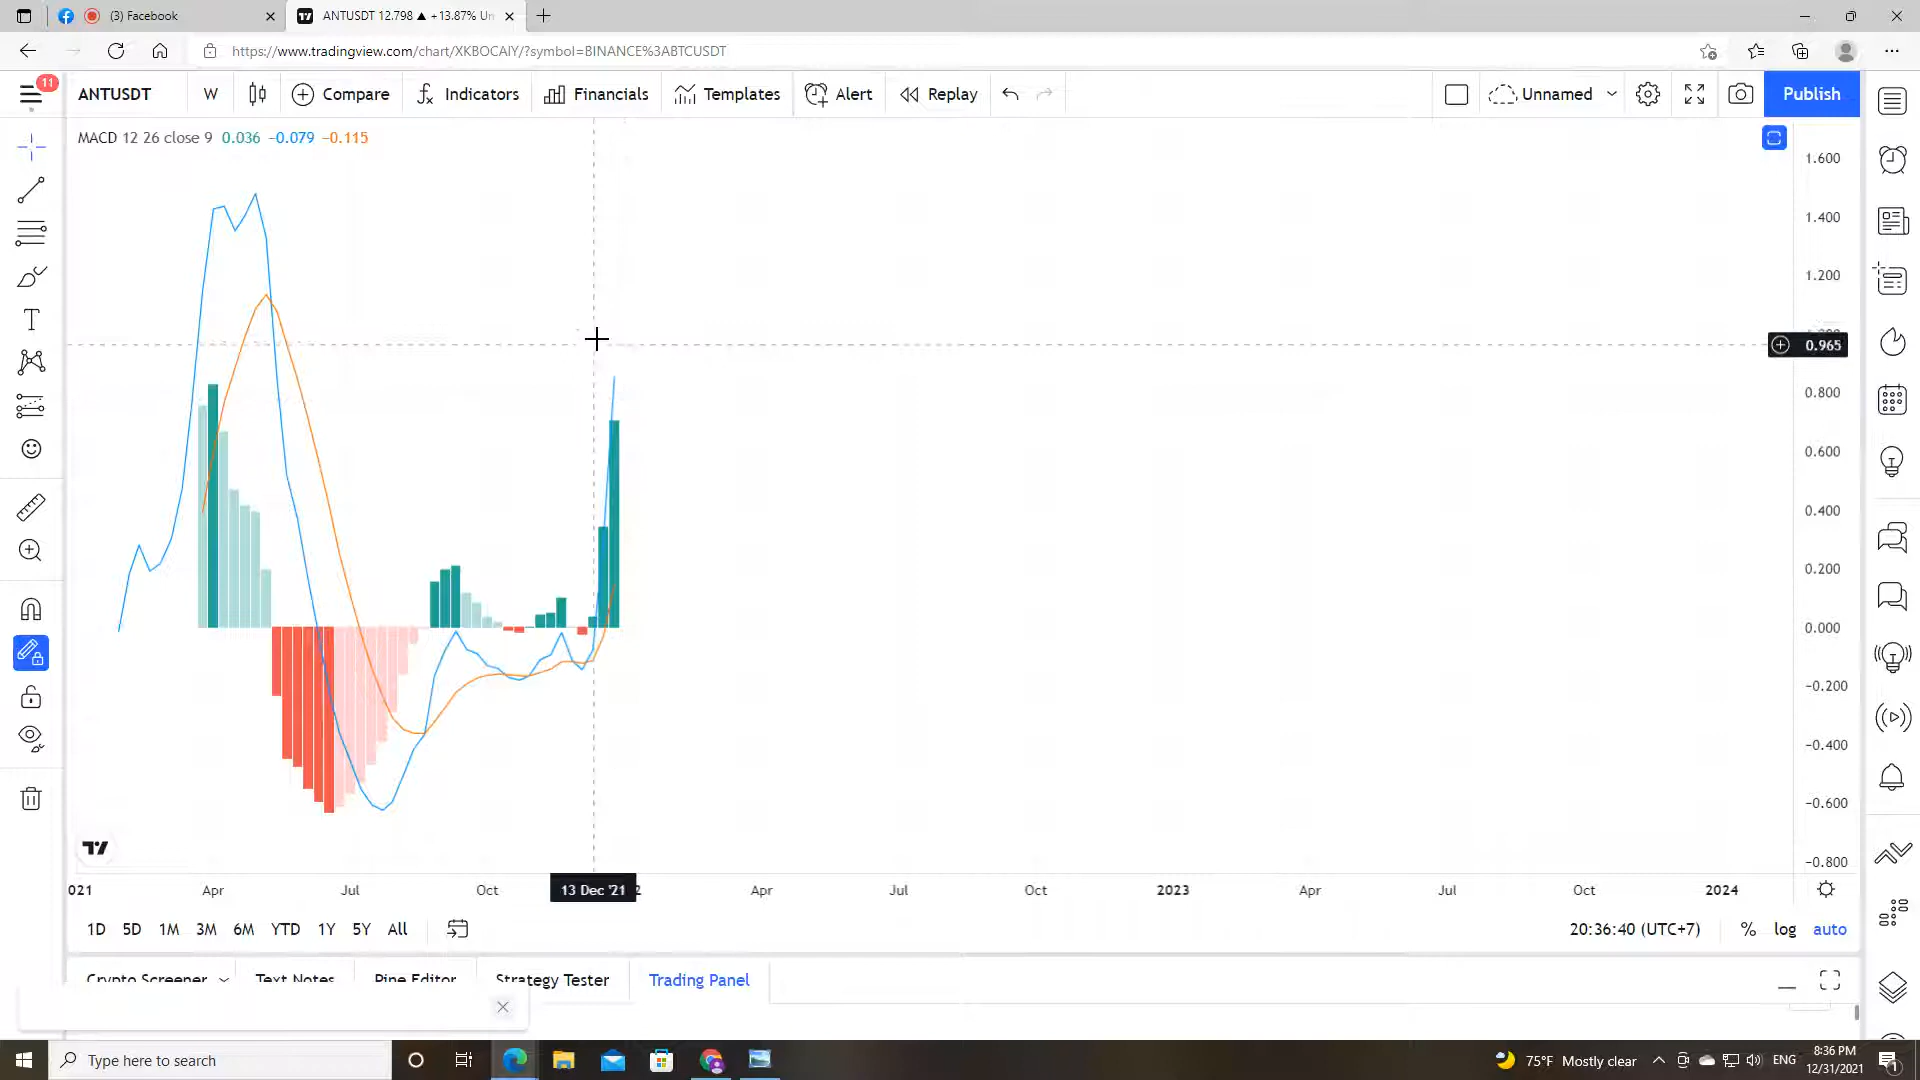 (3) Facebook
ANTUSDT 12.798 ▲ +13.87% Un
https://www.tradingview.com/chart/XKBOCAlY/?symbol=BINANCE%3ABTCUSDT
11
ANTUSDT W Compare Indicators Financials Templates Alert Replay Unnamed Publish
MACD 12 26 close 9 0.036 −0.079 −0.115
1.600
1.400
1.200
0.965
0.800
0.600
0.400
0.200
0.000
−0.200
−0.400
−0.600
−0.800
021 Apr Jul Oct 13 Dec '21 2 Apr Jul Oct 2023 Apr Jul Oct 2024
1D 5D 1M 3M 6M YTD 1Y 5Y All 20:36:40 (UTC+7) % log auto
Crypto Screener Text Notes Pine Editor Strategy Tester Trading Panel
Type here to search
75°F Mostly clear ENG
8:36 PM
12/31/2021
1